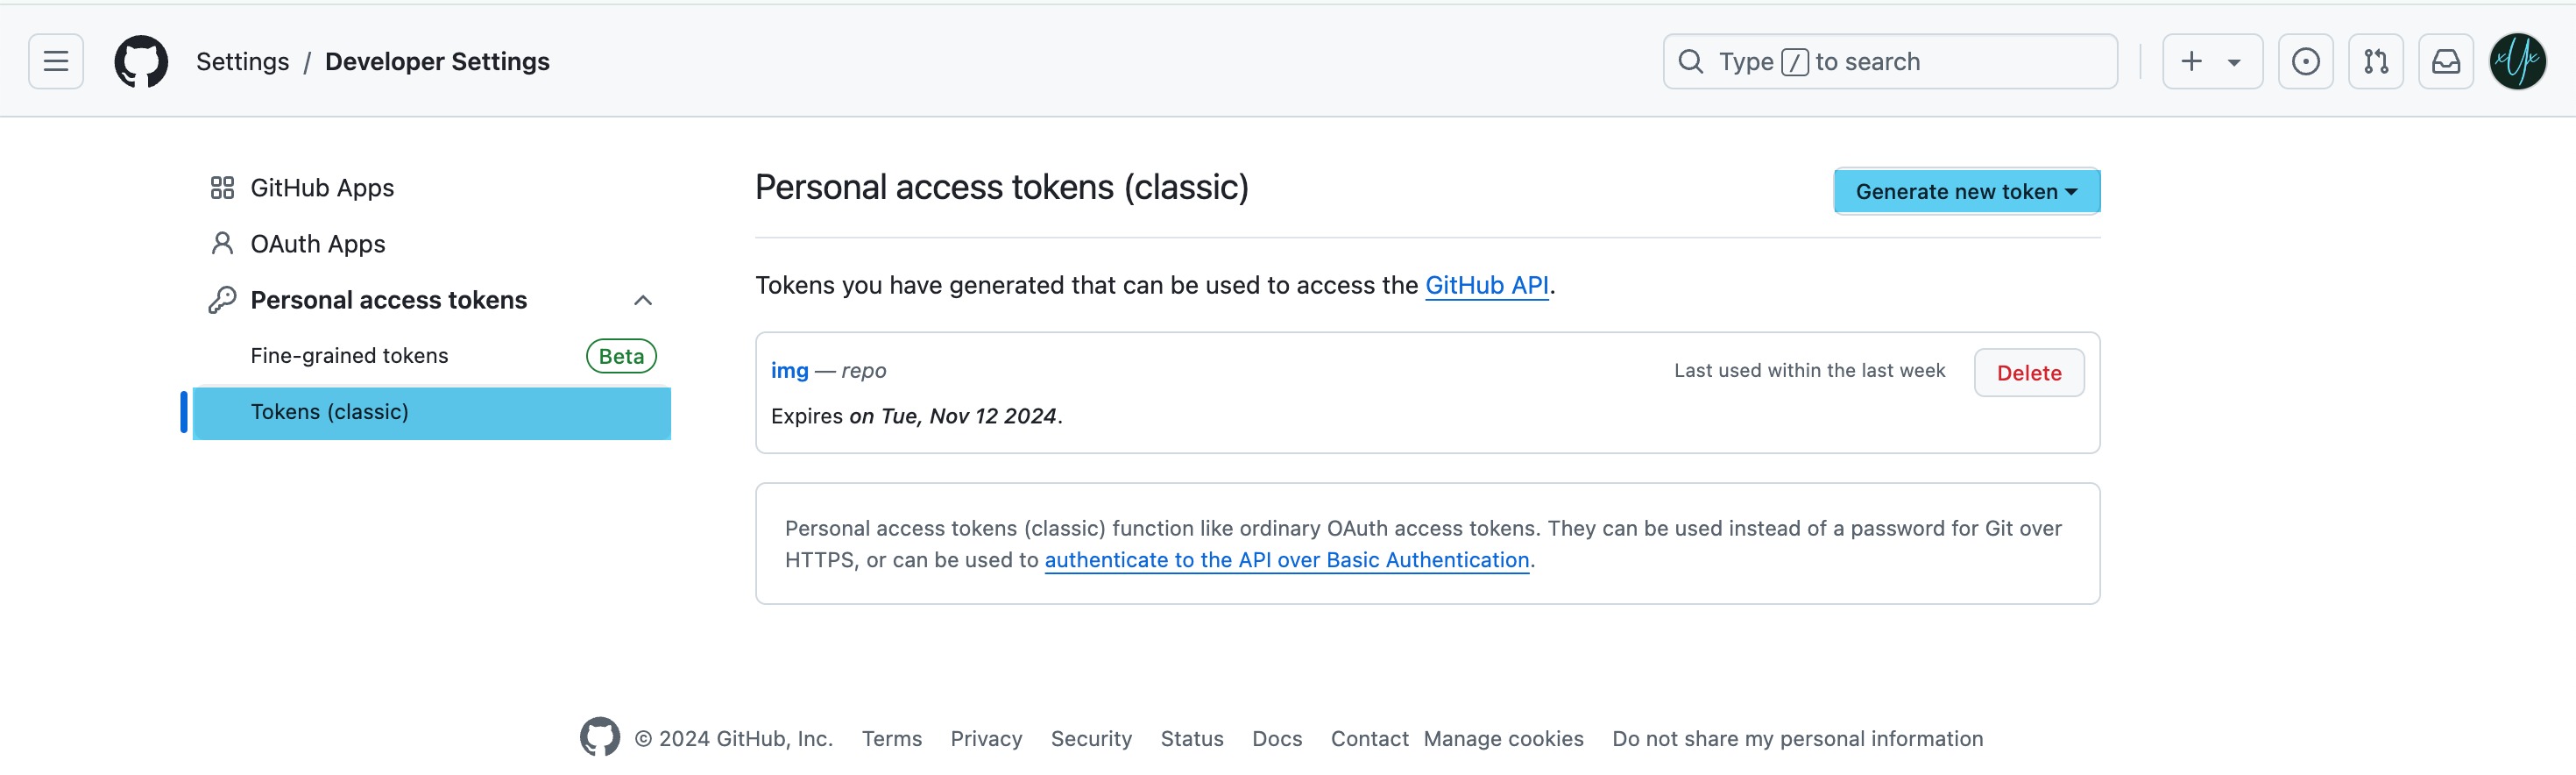 Settings / Developer Settings
Type / to search
GitHub Apps
OAuth Apps
Personal access tokens
Fine-grained tokens Beta
Tokens (classic)
Personal access tokens (classic)
Generate new token
Tokens you have generated that can be used to access the GitHub API.
img — repo
Last used within the last week
Delete
Expires on Tue, Nov 12 2024.
Personal access tokens (classic) function like ordinary OAuth access tokens. They can be used instead of a password for Git over
HTTPS, or can be used to authenticate to the API over Basic Authentication.
© 2024 GitHub, Inc. Terms Privacy Security Status Docs Contact Manage cookies Do not share my personal information